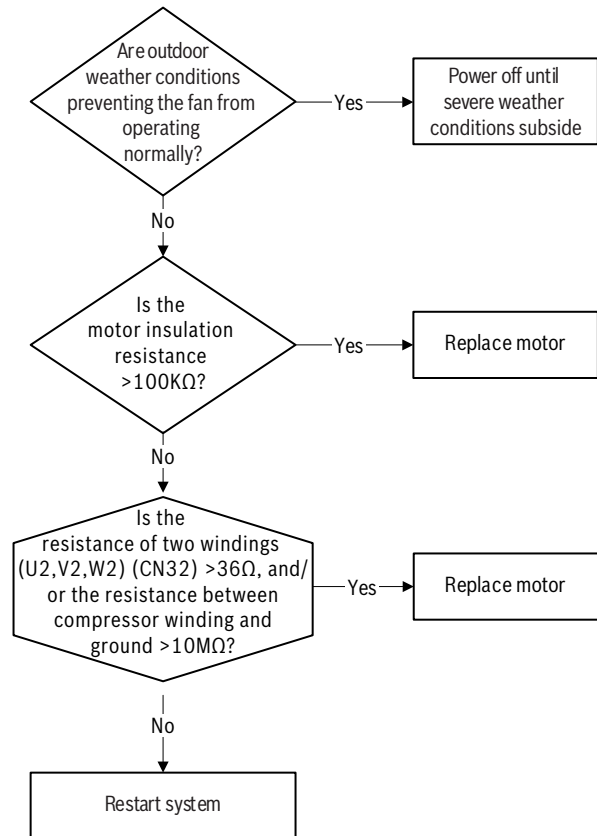 Are outdoor
weather conditions
preventing the fan from
operating
normally?
Yes
Power off until
severe weather
conditions subside
No
Is the
motor insulation
resistance
>100KΩ?
Yes
Replace motor
No
Is the
resistance of two windings
(U2,V2,W2) (CN32) >36Ω, and/
or the resistance between
compressor winding and
ground >10MΩ?
Yes
Replace motor
No
Restart system